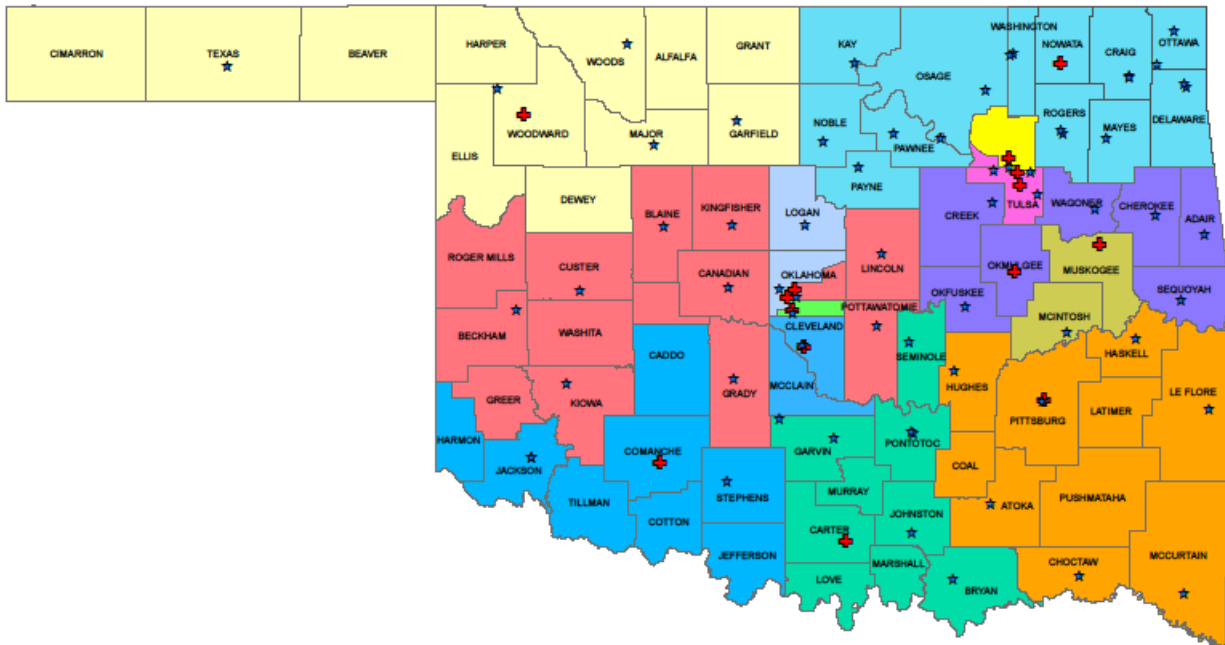 CIMARRON
TEXAS
BEAVER
HARPER
WOODS
ALFALFA
GRANT
KAY
OSAGE
WASHINGTON
NOWATA
CRAIG
OTTAWA
ELLIS
WOODWARD
MAJOR
GARFIELD
NOBLE
PAWNEE
ROGERS
MAYES
DELAWARE
DEWEY
BLAINE
KINGFISHER
LOGAN
PAYNE
CREEK
TULSA
WAGONER
CHEROKEE
ADAIR
ROGER MILLS
CUSTER
CANADIAN
OKLAHOMA
LINCOLN
OKMULGEE
MUSKOGEE
SEQUOYAH
BECKHAM
WASHITA
CADDO
GRADY
CLEVELAND
POTTAWATOMIE
OKFUSKEE
MCINTOSH
MCCLAIN
SEMINOLE
HUGHES
HASKELL
PITTSBURG
LATIMER
LE FLORE
GREER
KIOWA
HARMON
JACKSON
COMANCHE
GARVIN
PONTOTOC
COAL
TILLMAN
COTTON
STEPHENS
MURRAY
JOHNSTON
ATOKA
PUSHMATAHA
JEFFERSON
CARTER
LOVE
MARSHALL
BRYAN
CHOCTAW
MCCURTAIN